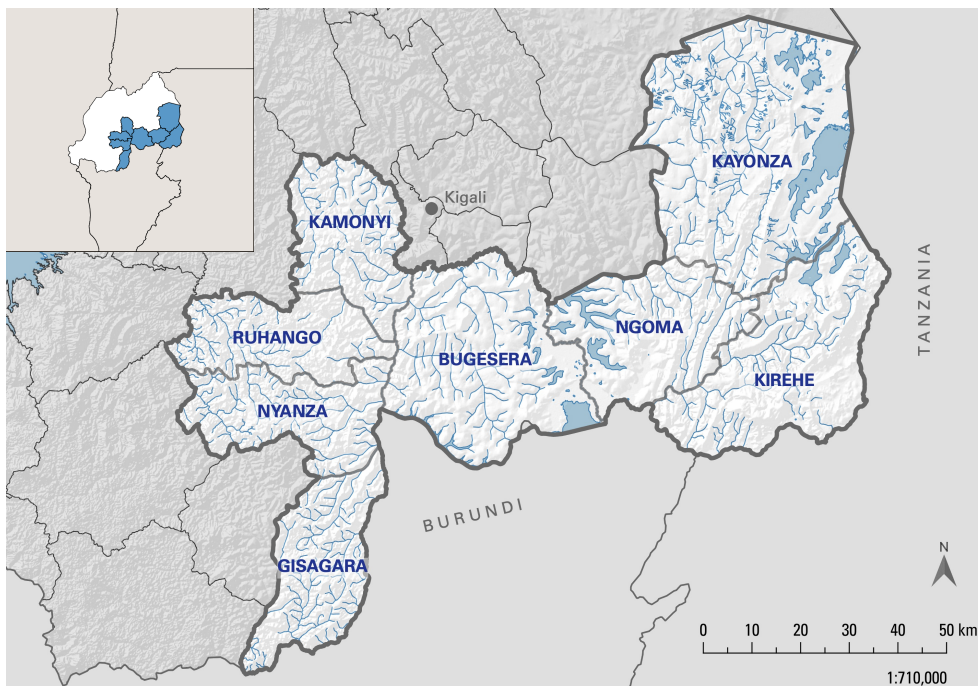 KAYONZA
Kigali
KAMONYI
TANZANIA
RUHANGO
NGOMA
BUGESERA
KIREHE
NYANZA
BURUNDI
GISAGARA
N
0 10 20 30 40 50 km
1:710,000